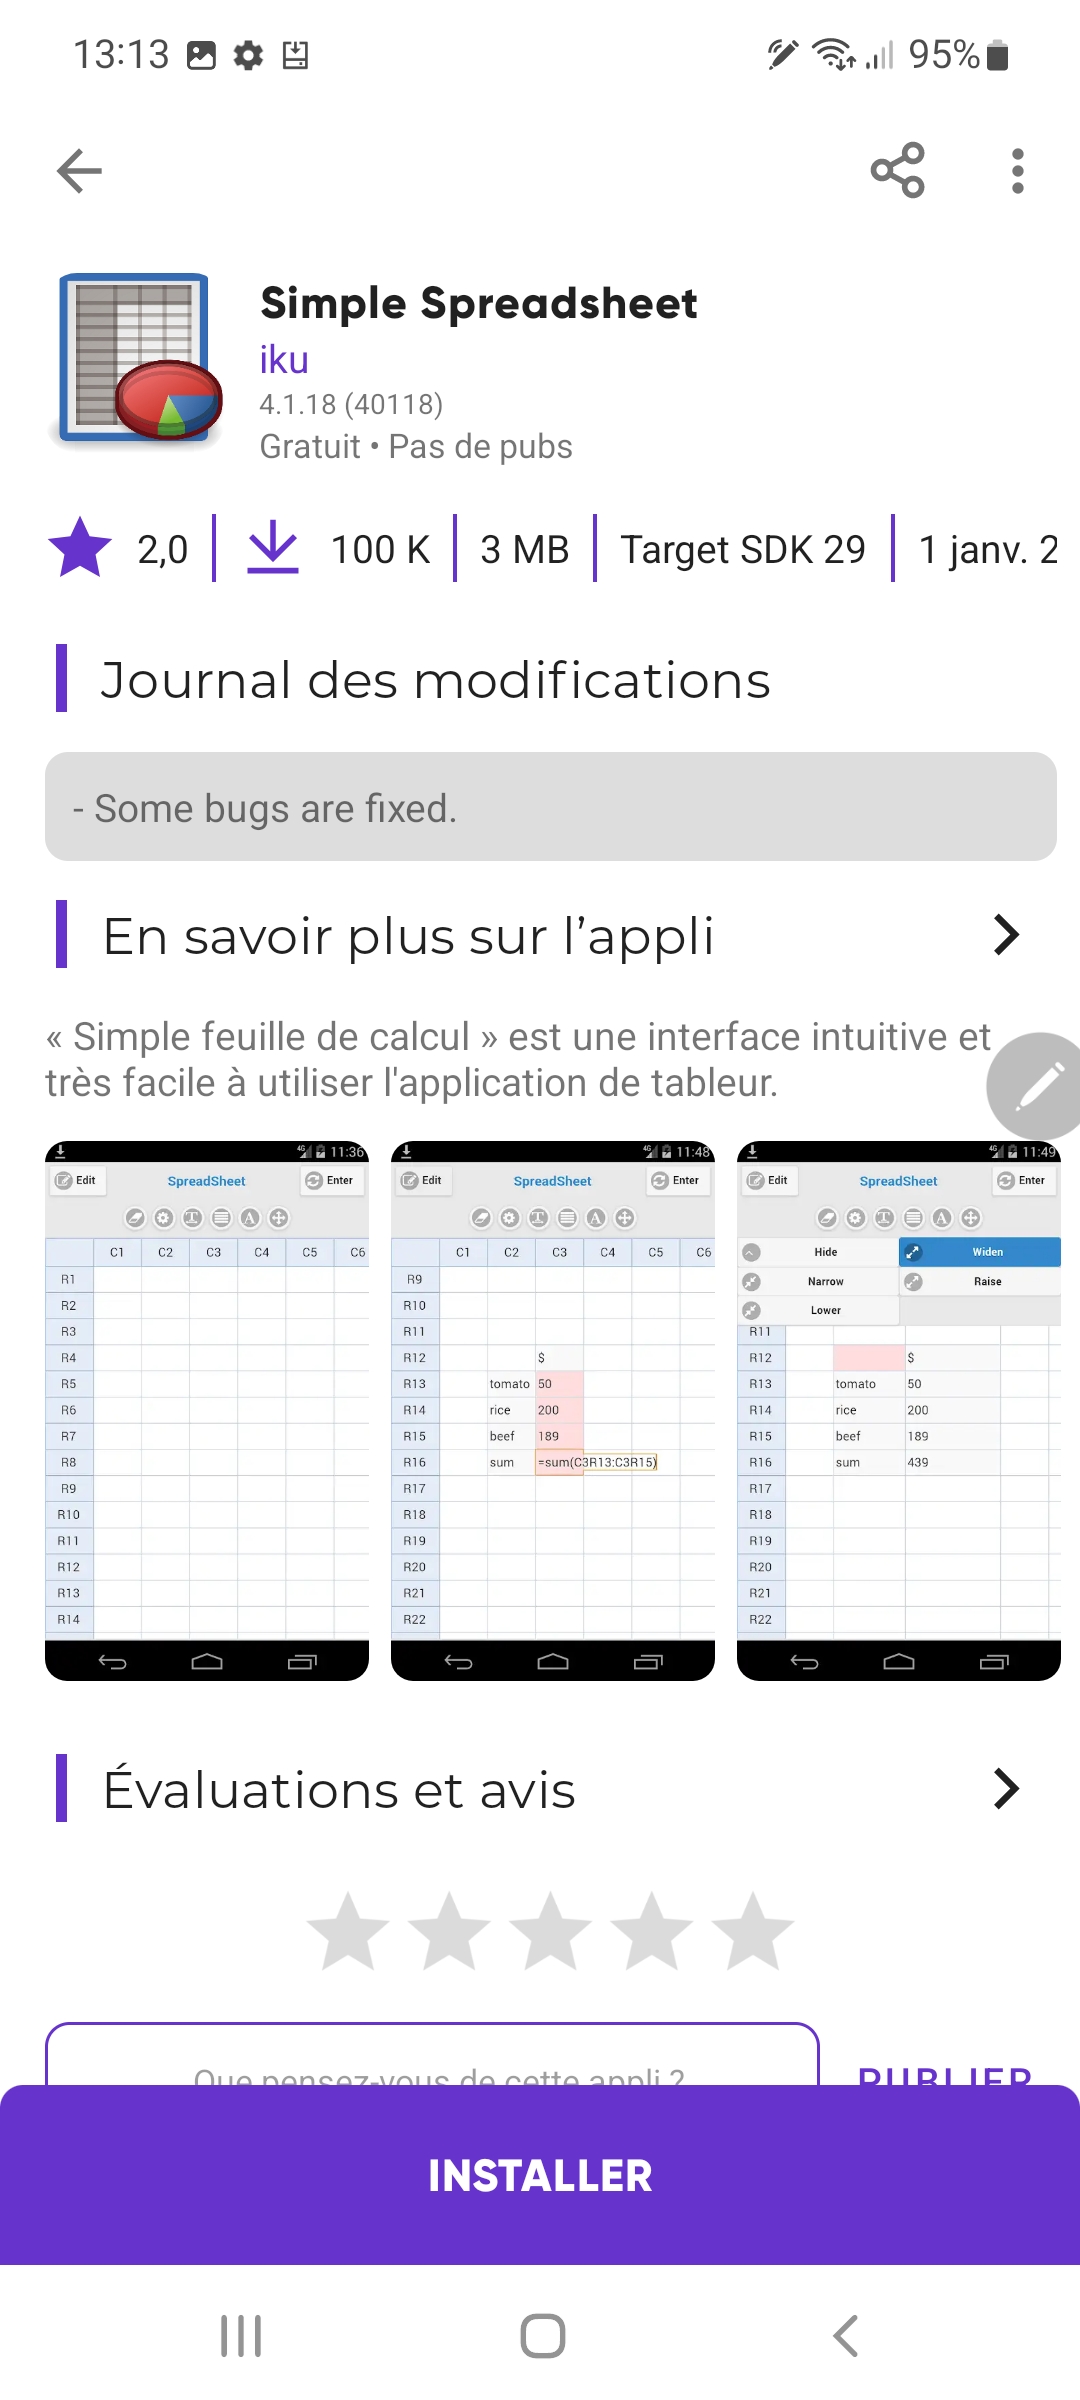 13:13
95%
Simple Spreadsheet
iku
4.1.18 (40118)
Gratuit • Pas de pubs
2,0
100 K
3 MB
Target SDK 29
1 janv. 2
Journal des modifications
- Some bugs are fixed.
En savoir plus sur l’appli
« Simple feuille de calcul » est une interface intuitive et
très facile à utiliser l'application de tableur.
4G 11:36
Edit SpreadSheet Enter
C1 C2 C3 C4 C5 C6
R1
R2
R3
R4
R5
R6
R7
R8
R9
R10
R11
R12
R13
R14
4G 11:48
Edit SpreadSheet Enter
C1 C2 C3 C4 C5 C6
R9
R10
R11
R12 $
R13 tomato 50
R14 rice 200
R15 beef 189
R16 sum =sum(C3R13:C3R15)
R17
R18
R19
R20
R21
R22
4G 11:49
Edit SpreadSheet Enter
Hide Widen
Narrow Raise
Lower
R11
R12 $
R13 tomato 50
R14 rice 200
R15 beef 189
R16 sum 439
R17
R18
R19
R20
R21
R22
Évaluations et avis
Que pensez-vous de cette appli ?
PUBLIER
INSTALLER